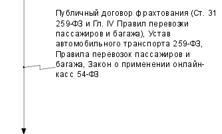 Публичный договор фрахтования (Ст. 31
259-ФЗ и Гл. IV Правил перевозки
пассажиров и багажа), Устав
автомобильного транспорта 259-ФЗ,
Правила перевозок пассажиров и
багажа, Закон о применении онлайн-
касс 54-ФЗ